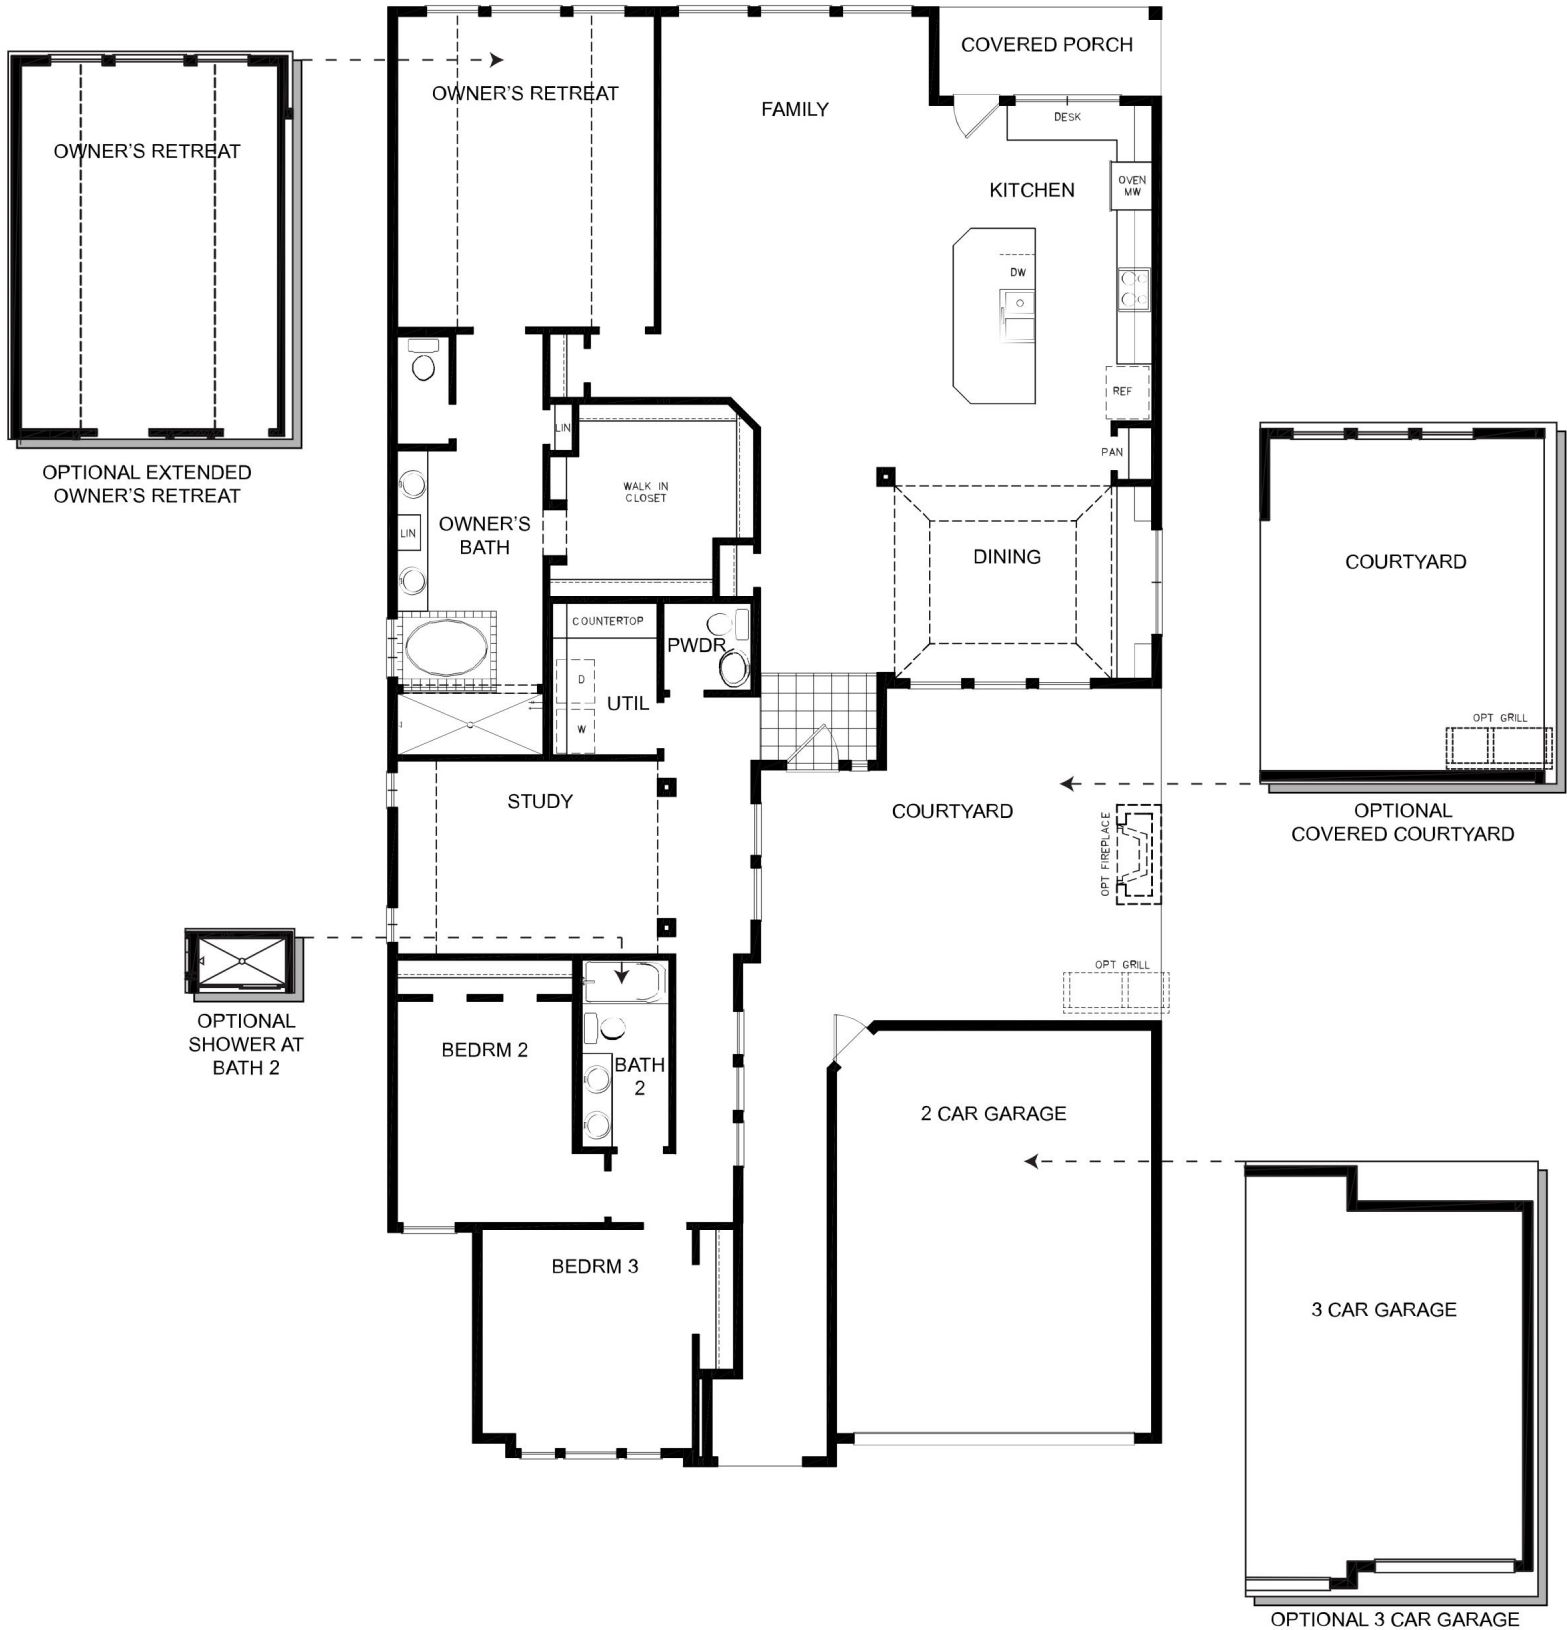 COVERED PORCH
OWNER'S RETREAT
FAMILY
DESK
OWNER'S RETREAT
OVEN
MW
KITCHEN
DW
REF
LIN
PAN
OPTIONAL EXTENDED
OWNER'S RETREAT
WALK IN
CLOSET
LIN
OWNER'S
BATH
DINING
COURTYARD
COUNTERTOP
PWDR
D
UTIL
W
OPT GRILL
STUDY
COURTYARD
OPT FIREPLACE
OPTIONAL
COVERED COURTYARD
OPT GRILL
OPTIONAL
SHOWER AT
BATH 2
BEDRM 2
BATH
2
2 CAR GARAGE
BEDRM 3
3 CAR GARAGE
OPTIONAL 3 CAR GARAGE